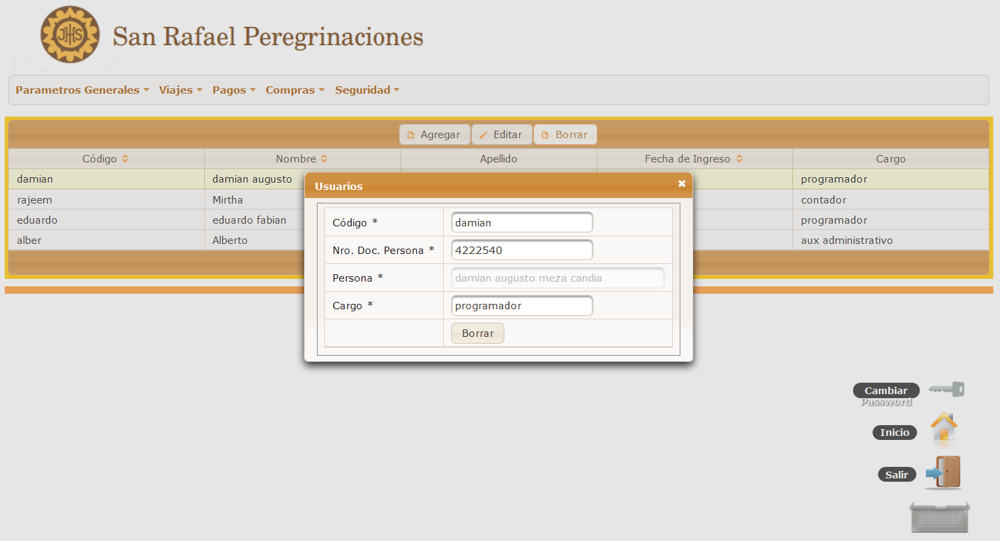 JHS
San Rafael Peregrinaciones
Parametros Generales Viajes Pagos Compras Seguridad
Agregar Editar Borrar
Código Nombre Apellido Fecha de Ingreso Cargo
damian damian augusto programador
rajeem Mirtha contador
eduardo eduardo fabian programador
alber Alberto aux administrativo
Usuarios
Código * damian
Nro. Doc. Persona * 4222540
Persona * damian augusto meza candia
Cargo * programador
Borrar
Cambiar
Password
Inicio
Salir